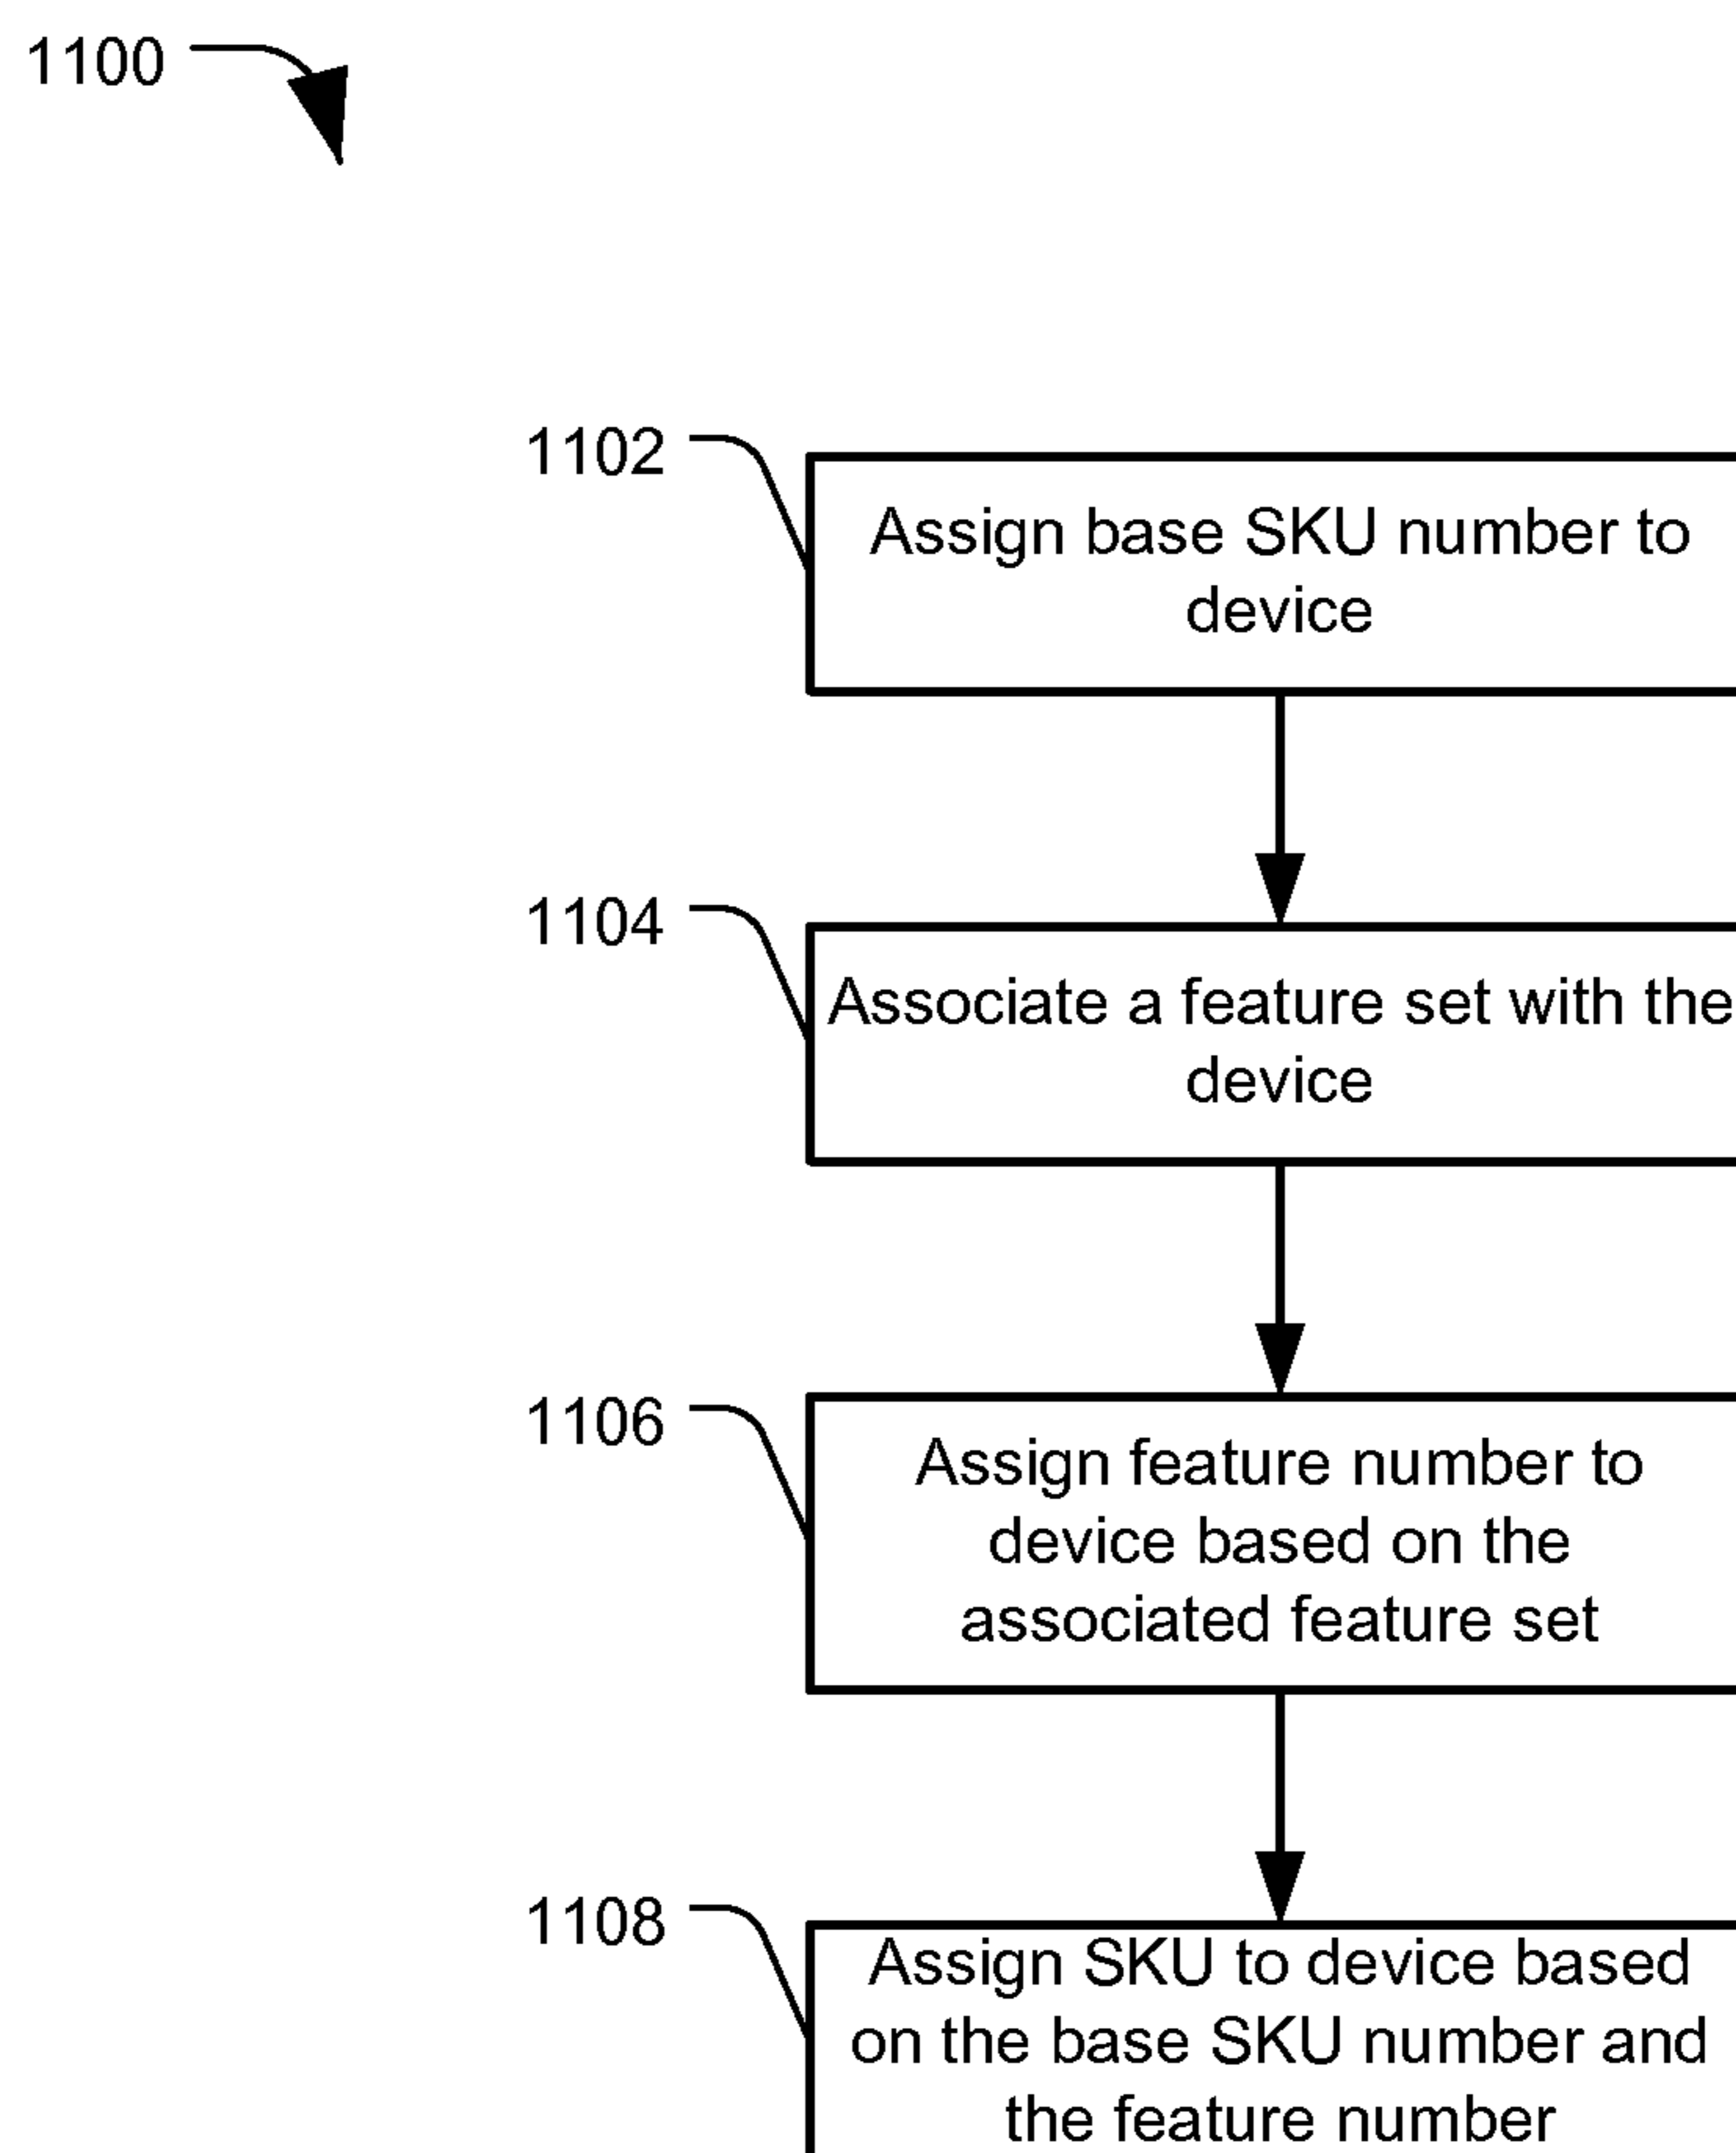 1100
1102
Assign base SKU number to
device
1104
Associate a feature set with the
device
1106
Assign feature number to
device based on the
associated feature set
1108
Assign SKU to device based
on the base SKU number and
the feature number